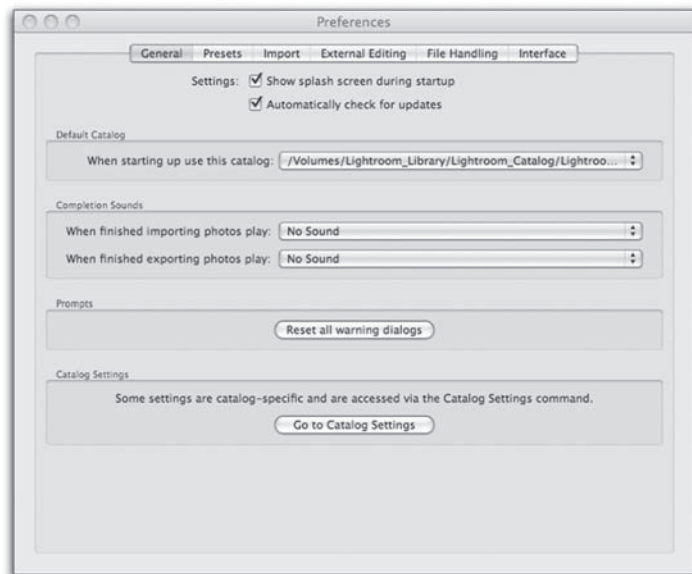 Preferences
General Presets Import External Editing File Handling Interface
Settings: Show splash screen during startup
Automatically check for updates
Default Catalog
When starting up use this catalog: /Volumes/Lightroom_Library/Lightroom_Catalog/Lightroo...
Completion Sounds
When finished importing photos play: No Sound
When finished exporting photos play: No Sound
Prompts
Reset all warning dialogs
Catalog Settings
Some settings are catalog-specific and are accessed via the Catalog Settings command.
Go to Catalog Settings